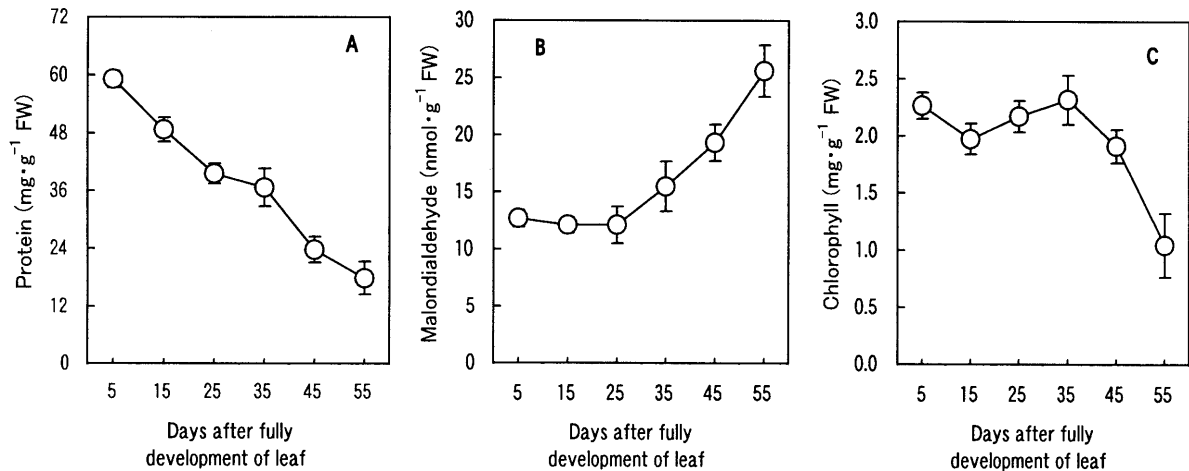 A
Protein (mg·g⁻¹ FW)
72
60
48
36
24
12
0
5 15 25 35 45 55
Days after fully
development of leaf
B
Malondialdehyde (nmol·g⁻¹ FW)
30
25
20
15
10
5
0
5 15 25 35 45 55
Days after fully
development of leaf
C
Chlorophyll (mg·g⁻¹ FW)
3.0
2.5
2.0
1.5
1.0
0.5
0.0
5 15 25 35 45 55
Days after fully
development of leaf